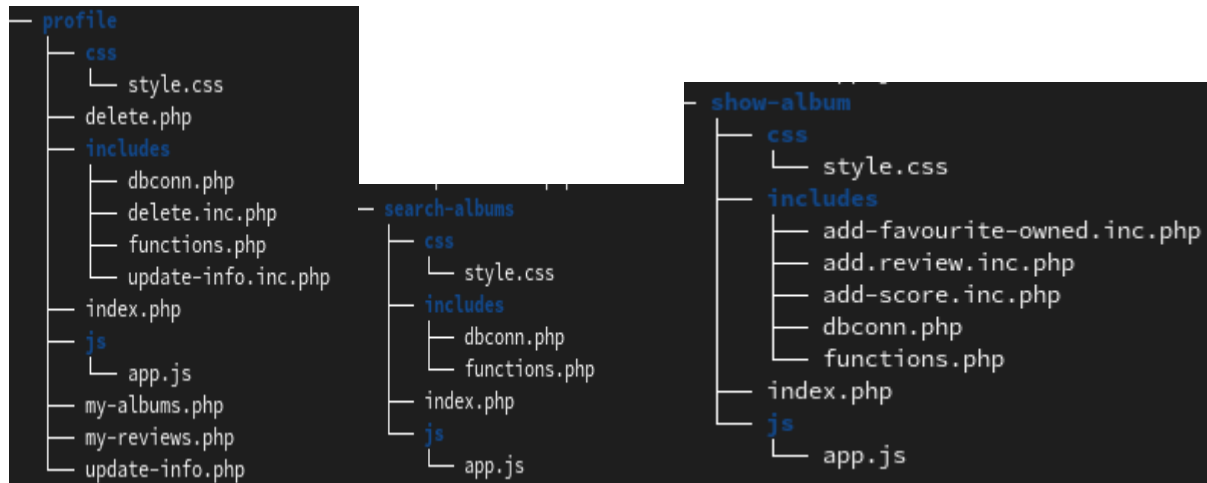 profile
css
style.css
delete.php
includes
dbconn.php
delete.inc.php
functions.php
update-info.inc.php
index.php
js
app.js
my-albums.php
my-reviews.php
update-info.php
search-albums
css
style.css
includes
dbconn.php
functions.php
index.php
js
app.js
show-album
css
style.css
includes
add-favourite-owned.inc.php
add.review.inc.php
add-score.inc.php
dbconn.php
functions.php
index.php
js
app.js